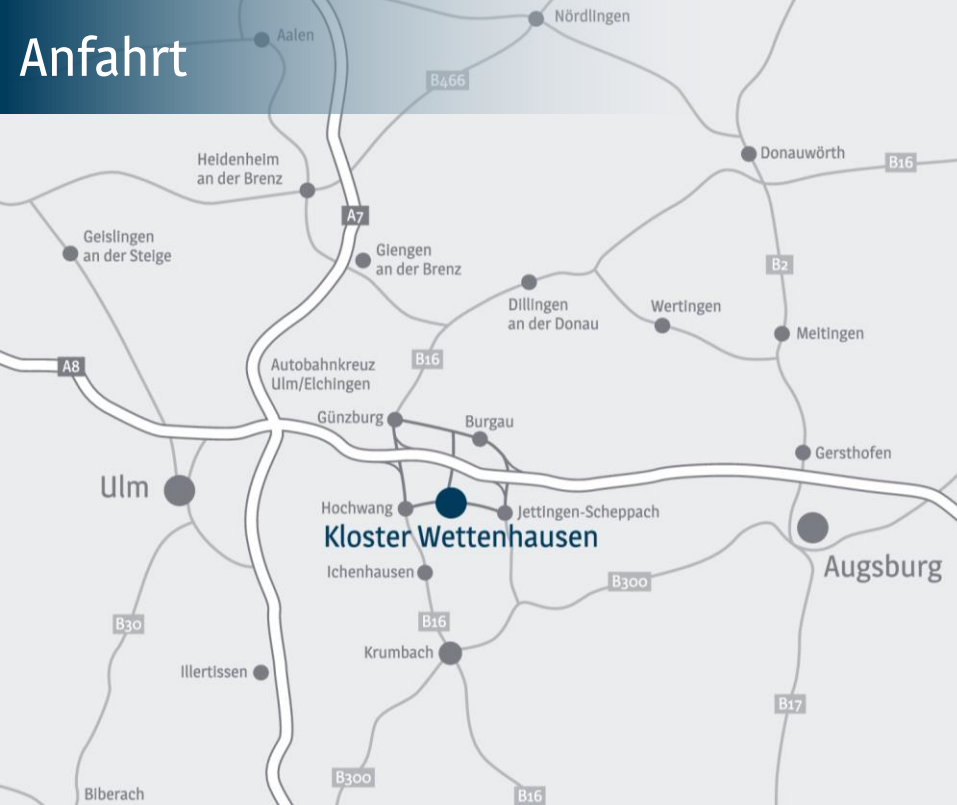 Anfahrt
Nördlingen
Aalen
B466
Heidenheim
an der Brenz
Donauwörth
B16
A7
Geislingen
an der Steige
Giengen
an der Brenz
B2
Dillingen
an der Donau
Wertingen
Meitingen
B16
A8
Autobahnkreuz
Ulm/Elchingen
Günzburg
Burgau
Gersthofen
Ulm
Hochwang
Jettingen-Scheppach
Kloster Wettenhausen
Augsburg
Ichenhausen
B300
B30
B16
Krumbach
Illertissen
B17
B300
Biberach
B16